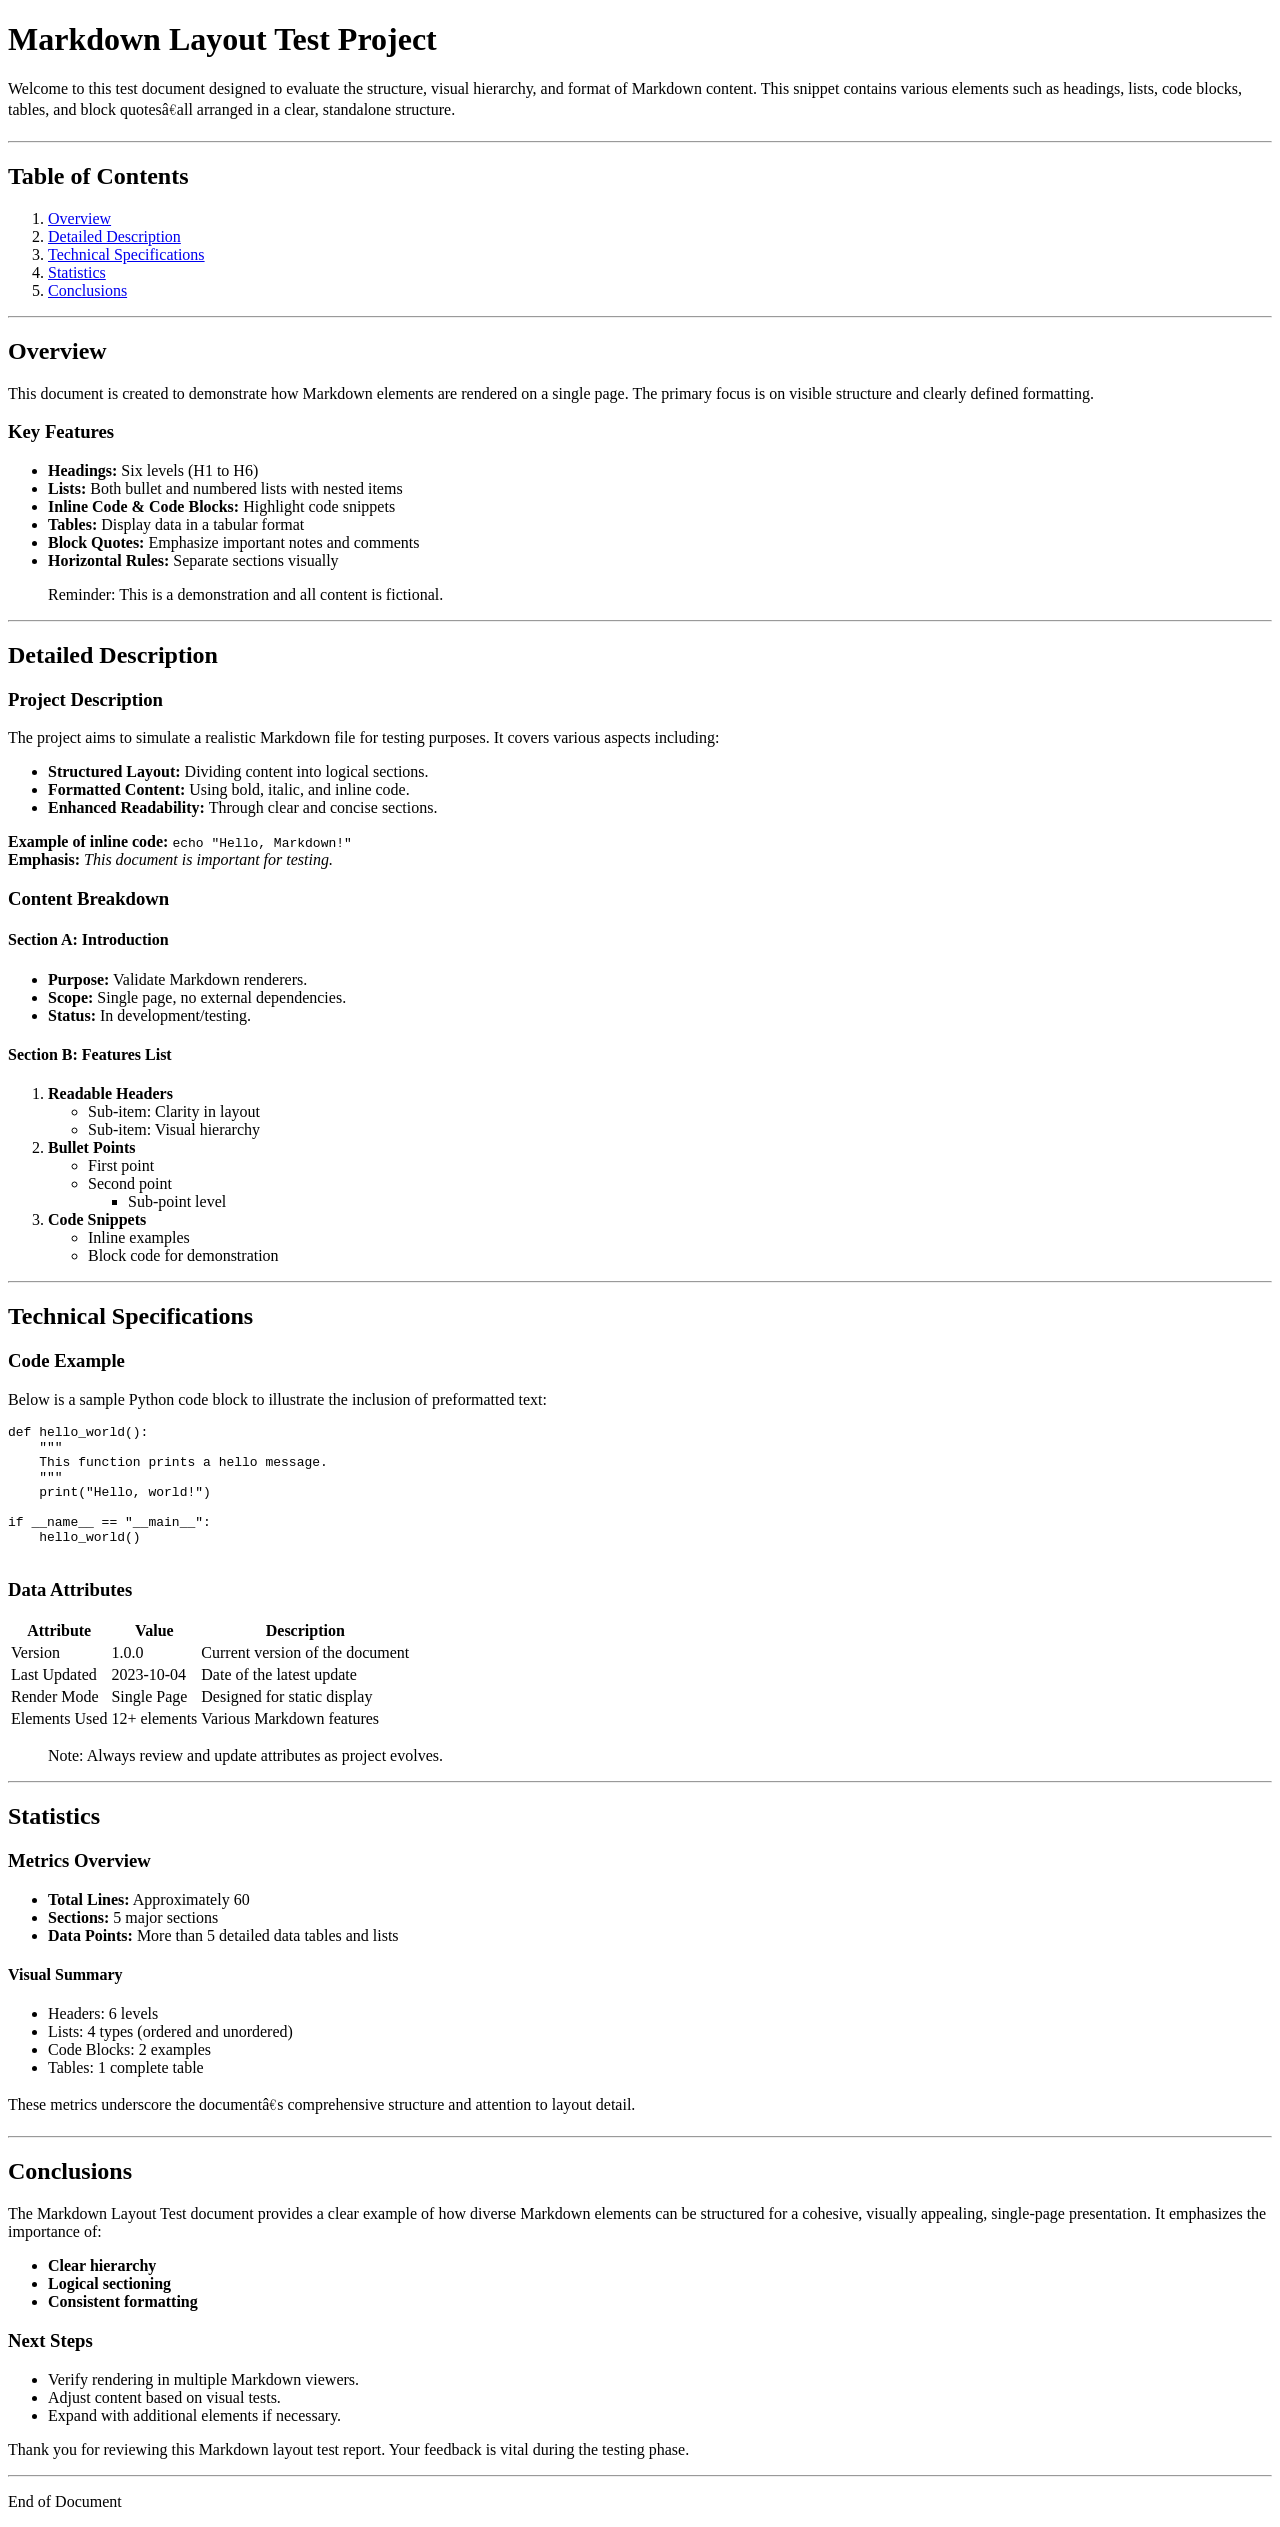 Markdown Layout Test Project
Welcome to this test document designed to evaluate the structure, visual hierarchy, and format of Markdown content. This snippet contains various elements such as headings, lists, code blocks,
tables, and block quotesâ€all arranged in a clear, standalone structure.
Table of Contents
1. Overview
2. Detailed Description
3. Technical Specifications
4. Statistics
5. Conclusions
Overview
This document is created to demonstrate how Markdown elements are rendered on a single page. The primary focus is on visible structure and clearly defined formatting.
Key Features
• Headings: Six levels (H1 to H6)
• Lists: Both bullet and numbered lists with nested items
• Inline Code & Code Blocks: Highlight code snippets
• Tables: Display data in a tabular format
• Block Quotes: Emphasize important notes and comments
• Horizontal Rules: Separate sections visually
Reminder: This is a demonstration and all content is fictional.
Detailed Description
Project Description
The project aims to simulate a realistic Markdown file for testing purposes. It covers various aspects including:
• Structured Layout: Dividing content into logical sections.
• Formatted Content: Using bold, italic, and inline code.
• Enhanced Readability: Through clear and concise sections.
Example of inline code: echo "Hello, Markdown!"
Emphasis: This document is important for testing.
Content Breakdown
Section A: Introduction
• Purpose: Validate Markdown renderers.
• Scope: Single page, no external dependencies.
• Status: In development/testing.
Section B: Features List
1. Readable Headers
◦ Sub-item: Clarity in layout
◦ Sub-item: Visual hierarchy
2. Bullet Points
◦ First point
◦ Second point
▪ Sub-point level
3. Code Snippets
◦ Inline examples
◦ Block code for demonstration
Technical Specifications
Code Example
Below is a sample Python code block to illustrate the inclusion of preformatted text:
def hello_world():
    """
    This function prints a hello message.
    """
    print("Hello, world!")
if __name__ == "__main__":
    hello_world()
Data Attributes
Attribute Value Description
Version 1.0.0 Current version of the document
Last Updated 2023-10-04 Date of the latest update
Render Mode Single Page Designed for static display
Elements Used 12+ elements Various Markdown features
Note: Always review and update attributes as project evolves.
Statistics
Metrics Overview
• Total Lines: Approximately 60
• Sections: 5 major sections
• Data Points: More than 5 detailed data tables and lists
Visual Summary
• Headers: 6 levels
• Lists: 4 types (ordered and unordered)
• Code Blocks: 2 examples
• Tables: 1 complete table
These metrics underscore the documentâ€s comprehensive structure and attention to layout detail.
Conclusions
The Markdown Layout Test document provides a clear example of how diverse Markdown elements can be structured for a cohesive, visually appealing, single-page presentation. It emphasizes the
importance of:
• Clear hierarchy
• Logical sectioning
• Consistent formatting
Next Steps
• Verify rendering in multiple Markdown viewers.
• Adjust content based on visual tests.
• Expand with additional elements if necessary.
Thank you for reviewing this Markdown layout test report. Your feedback is vital during the testing phase.
End of Document